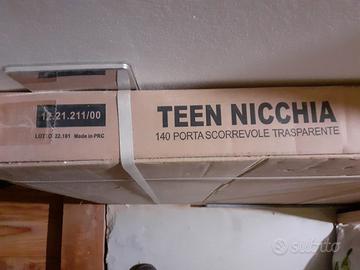 12.21.211/00
LOTTO 22.181 Made in PRC
TEEN NICCHIA
140 PORTA SCORREVOLE TRASPARENTE
subito